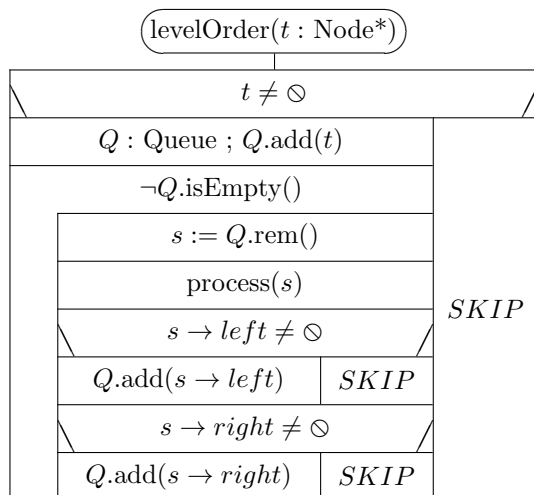 levelOrder(t : Node*)
t ≠ ⦸
Q : Queue ; Q.add(t)
¬Q.isEmpty()
s := Q.rem()
process(s)
SKIP
s → left ≠ ⦸
Q.add(s → left) SKIP
s → right ≠ ⦸
Q.add(s → right) SKIP